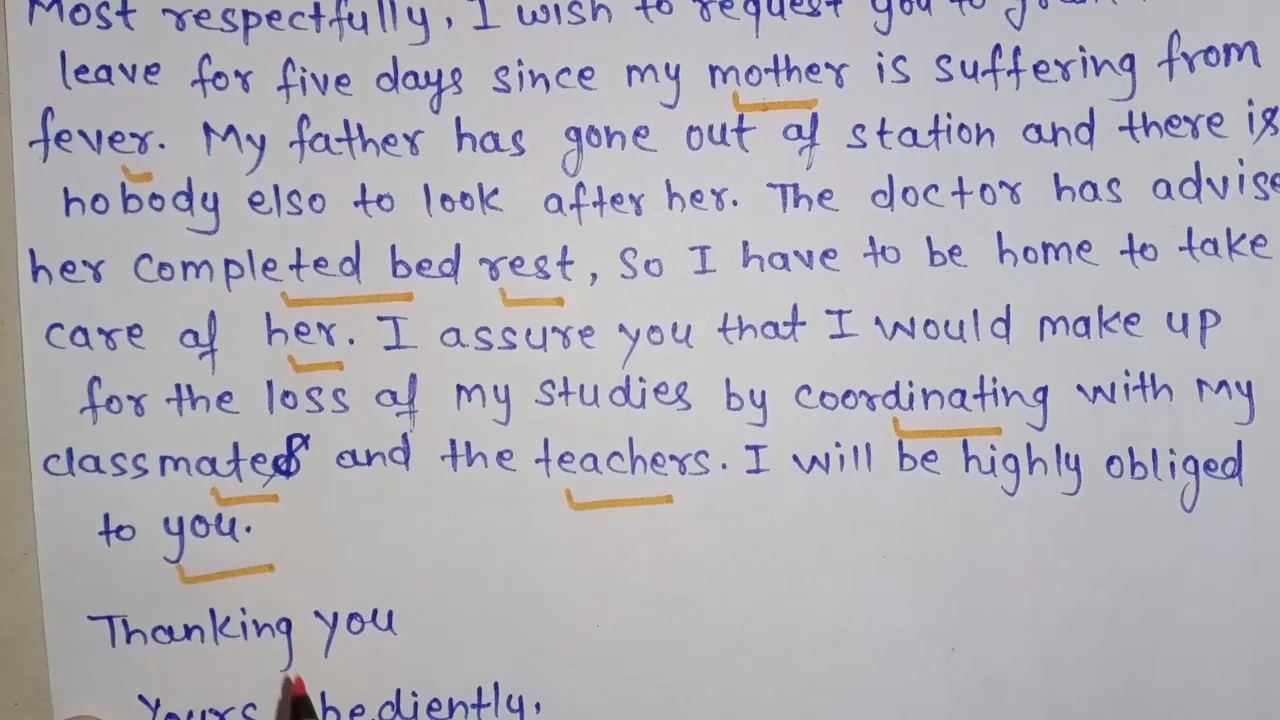 Most respectfully, I wish to request you to
leave for five days since my mother is suffering from
fever. My father has gone out of station and there is
nobody elso to look after her. The doctor has advise
her completed bed rest, so I have to be home to take
care of her. I assure you that I would make up
for the loss of my studies by coordinating with my
classmates and the teachers. I will be highly obliged
to you.
Thanking you
Yours obediently,